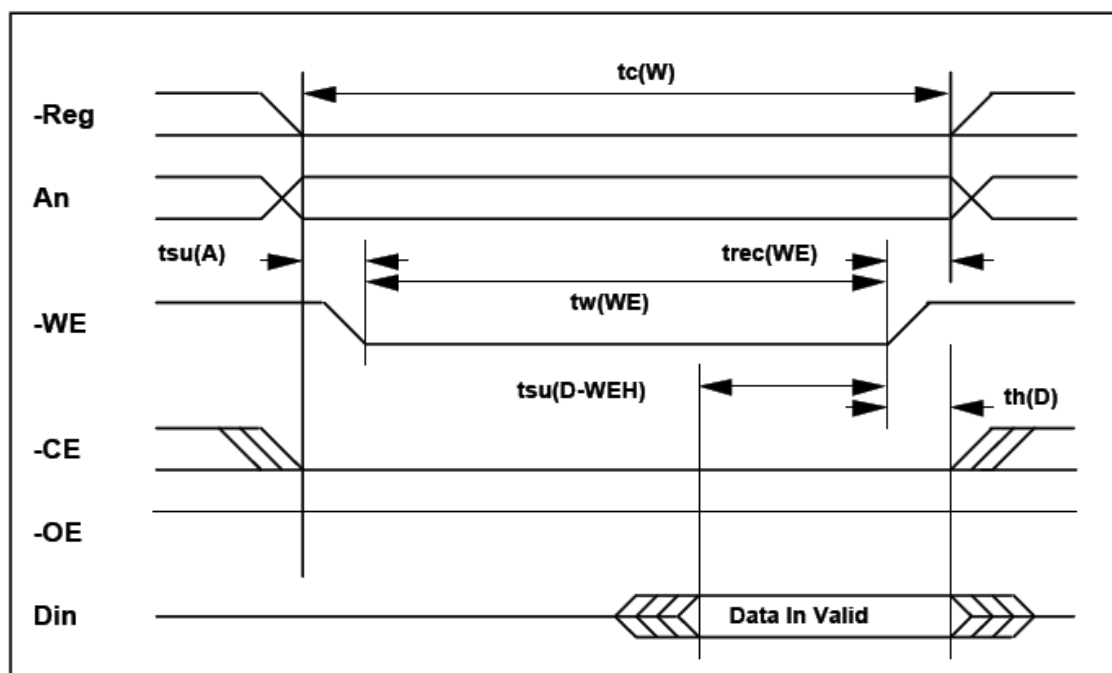 tc(W)
-Reg
An
tsu(A)
trec(WE)
-WE
tw(WE)
tsu(D-WEH)
th(D)
-CE
-OE
Din
Data In Valid